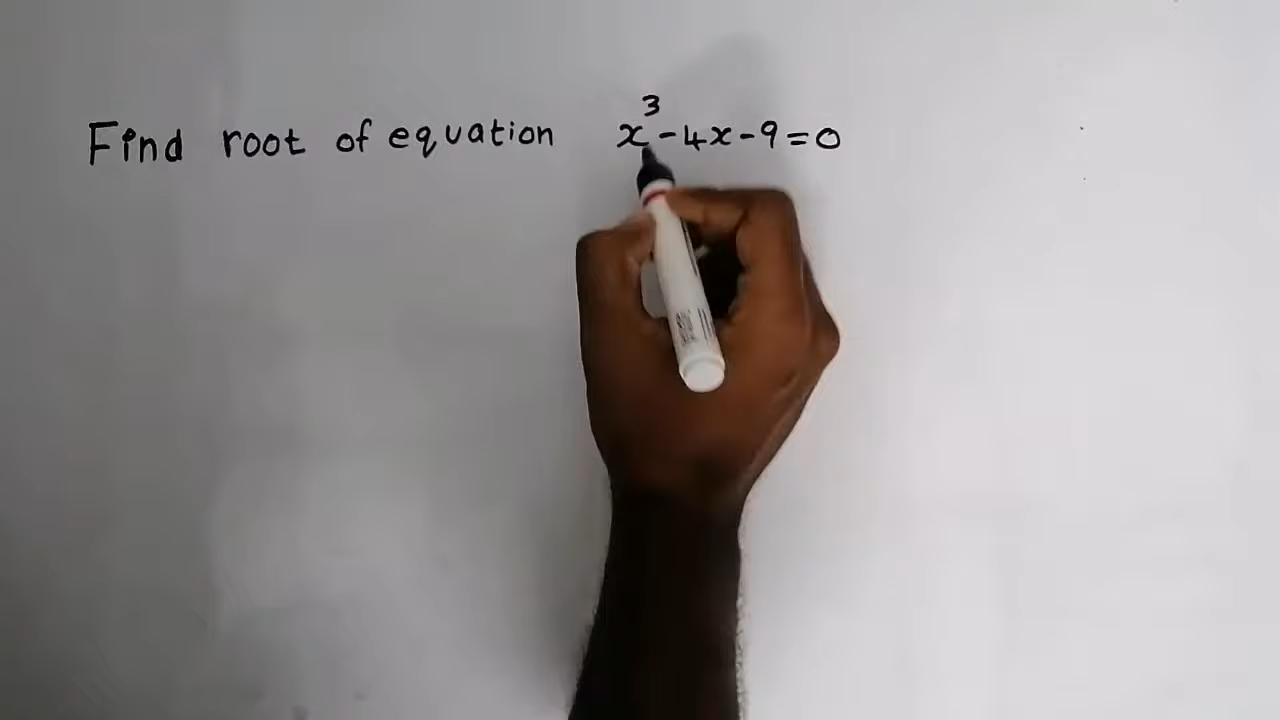 Find root of equation x³-4x-9=0